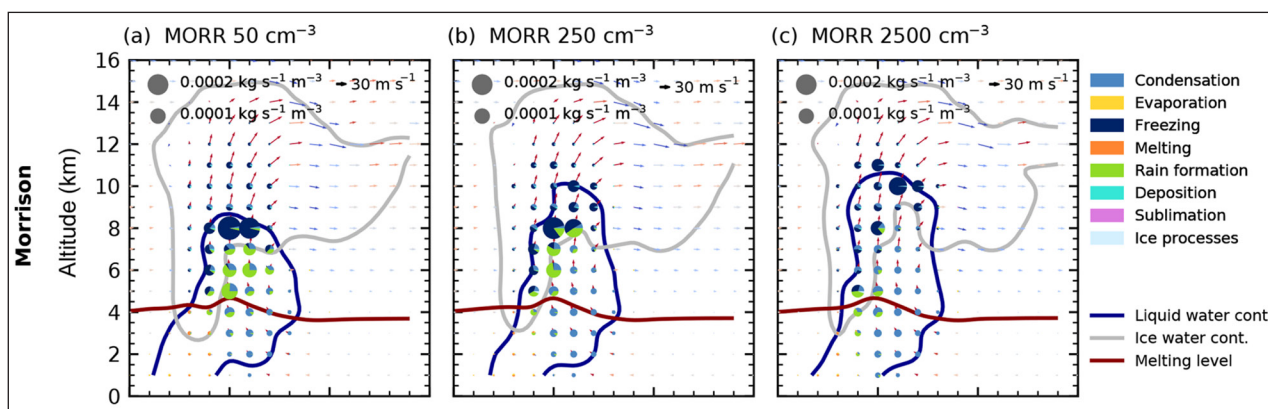 (a) MORR 50 cm⁻³
(b) MORR 250 cm⁻³
(c) MORR 2500 cm⁻³
Morrison
Altitude (km)
16
14
12
10
8
6
4
2
0
0.0002 kg s⁻¹ m⁻³
30 m s⁻¹
0.0001 kg s⁻¹ m⁻³
0.0002 kg s⁻¹ m⁻³
30 m s⁻¹
0.0001 kg s⁻¹ m⁻³
0.0002 kg s⁻¹ m⁻³
30 m s⁻¹
0.0001 kg s⁻¹ m⁻³
Condensation
Evaporation
Freezing
Melting
Rain formation
Deposition
Sublimation
Ice processes
Liquid water cont
Ice water cont.
Melting level